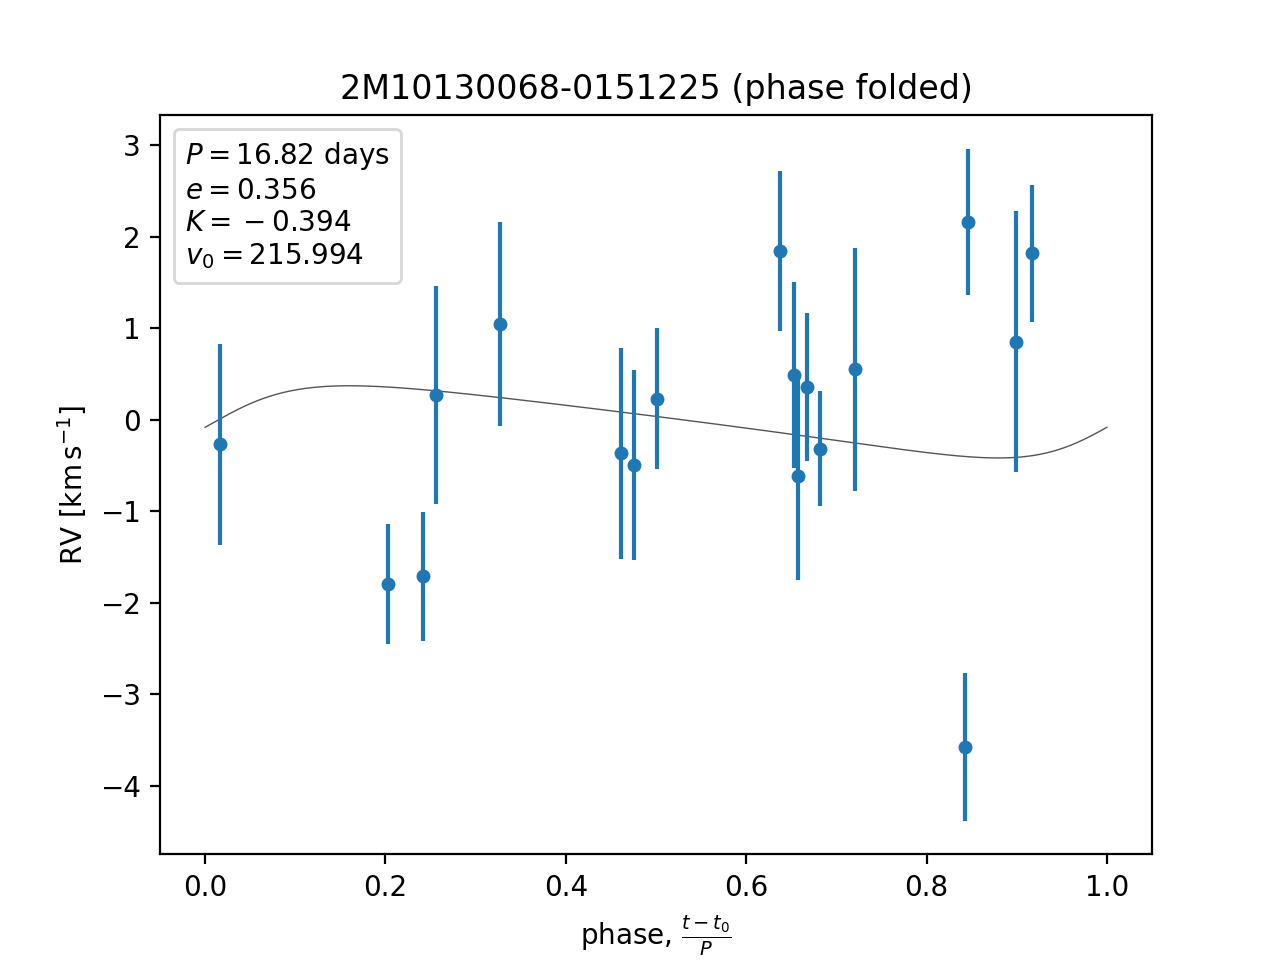 2M10130068-0151225 (phase folded)
P = 16.82 days
e = 0.356
K = −0.394
v₀ = 215.994
3
2
1
0
−1
−2
−3
−4
RV [km s⁻¹]
0.0 0.2 0.4 0.6 0.8 1.0
phase, (t − t₀)/P